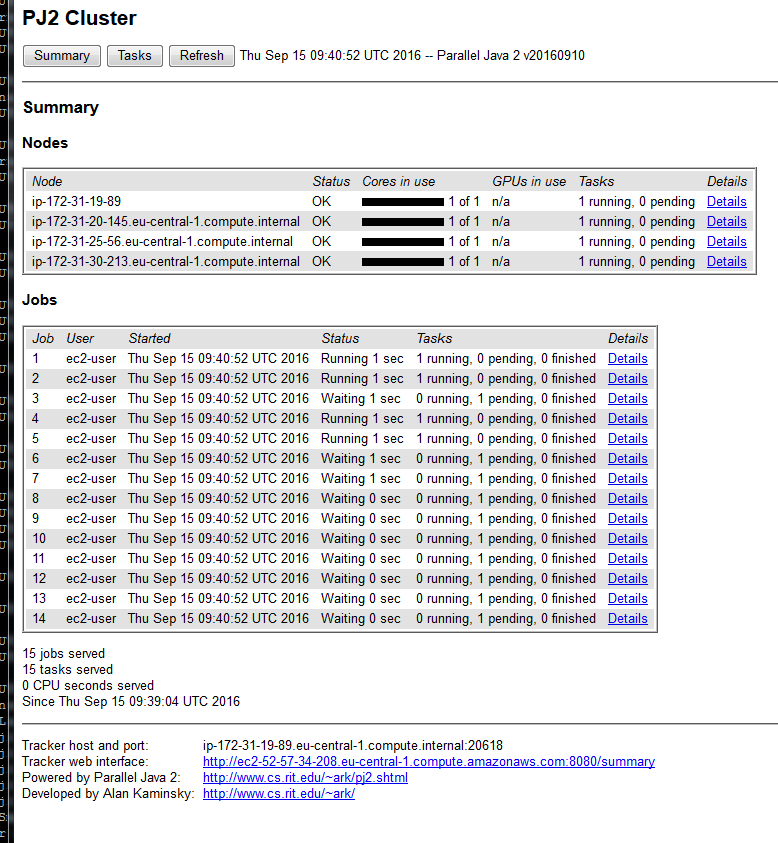 PJ2 Cluster
Summary Tasks Refresh Thu Sep 15 09:40:52 UTC 2016 -- Parallel Java 2 v20160910
Summary
Nodes
Node Status Cores in use GPUs in use Tasks Details
ip-172-31-19-89 OK 1 of 1 n/a 1 running, 0 pending Details
ip-172-31-20-145.eu-central-1.compute.internal OK 1 of 1 n/a 1 running, 0 pending Details
ip-172-31-25-56.eu-central-1.compute.internal OK 1 of 1 n/a 1 running, 0 pending Details
ip-172-31-30-213.eu-central-1.compute.internal OK 1 of 1 n/a 1 running, 0 pending Details
Jobs
Job User Started Status Tasks Details
1 ec2-user Thu Sep 15 09:40:52 UTC 2016 Running 1 sec 1 running, 0 pending, 0 finished Details
2 ec2-user Thu Sep 15 09:40:52 UTC 2016 Running 1 sec 1 running, 0 pending, 0 finished Details
3 ec2-user Thu Sep 15 09:40:52 UTC 2016 Waiting 1 sec 0 running, 1 pending, 0 finished Details
4 ec2-user Thu Sep 15 09:40:52 UTC 2016 Running 1 sec 1 running, 0 pending, 0 finished Details
5 ec2-user Thu Sep 15 09:40:52 UTC 2016 Running 1 sec 1 running, 0 pending, 0 finished Details
6 ec2-user Thu Sep 15 09:40:52 UTC 2016 Waiting 1 sec 0 running, 1 pending, 0 finished Details
7 ec2-user Thu Sep 15 09:40:52 UTC 2016 Waiting 1 sec 0 running, 1 pending, 0 finished Details
8 ec2-user Thu Sep 15 09:40:52 UTC 2016 Waiting 0 sec 0 running, 1 pending, 0 finished Details
9 ec2-user Thu Sep 15 09:40:52 UTC 2016 Waiting 0 sec 0 running, 1 pending, 0 finished Details
10 ec2-user Thu Sep 15 09:40:52 UTC 2016 Waiting 0 sec 0 running, 1 pending, 0 finished Details
11 ec2-user Thu Sep 15 09:40:52 UTC 2016 Waiting 0 sec 0 running, 1 pending, 0 finished Details
12 ec2-user Thu Sep 15 09:40:52 UTC 2016 Waiting 0 sec 0 running, 1 pending, 0 finished Details
13 ec2-user Thu Sep 15 09:40:52 UTC 2016 Waiting 0 sec 0 running, 1 pending, 0 finished Details
14 ec2-user Thu Sep 15 09:40:52 UTC 2016 Waiting 0 sec 0 running, 1 pending, 0 finished Details
15 jobs served
15 tasks served
0 CPU seconds served
Since Thu Sep 15 09:39:04 UTC 2016
Tracker host and port: ip-172-31-19-89.eu-central-1.compute.internal:20618
Tracker web interface: http://ec2-52-57-34-208.eu-central-1.compute.amazonaws.com:8080/summary
Powered by Parallel Java 2: http://www.cs.rit.edu/~ark/pj2.shtml
Developed by Alan Kaminsky: http://www.cs.rit.edu/~ark/